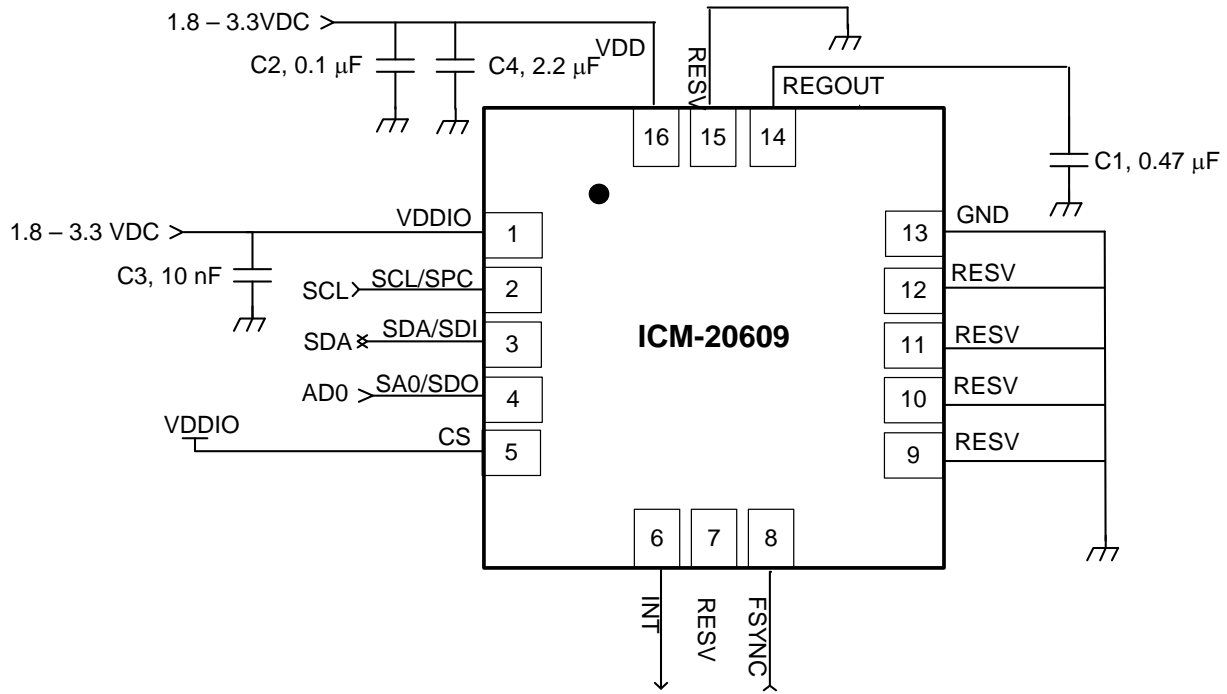 1.8 – 3.3VDC
C2, 0.1 μF
C4, 2.2 μF
VDD
RESV
REGOUT
16
15
14
C1, 0.47 μF
1.8 – 3.3 VDC
VDDIO
1
C3, 10 nF
SCL
SCL/SPC
2
SDA
SDA/SDI
3
AD0
SA0/SDO
4
VDDIO
CS
5
ICM-20609
13
GND
12
RESV
11
RESV
10
RESV
9
RESV
6
7
8
INT
RESV
FSYNC